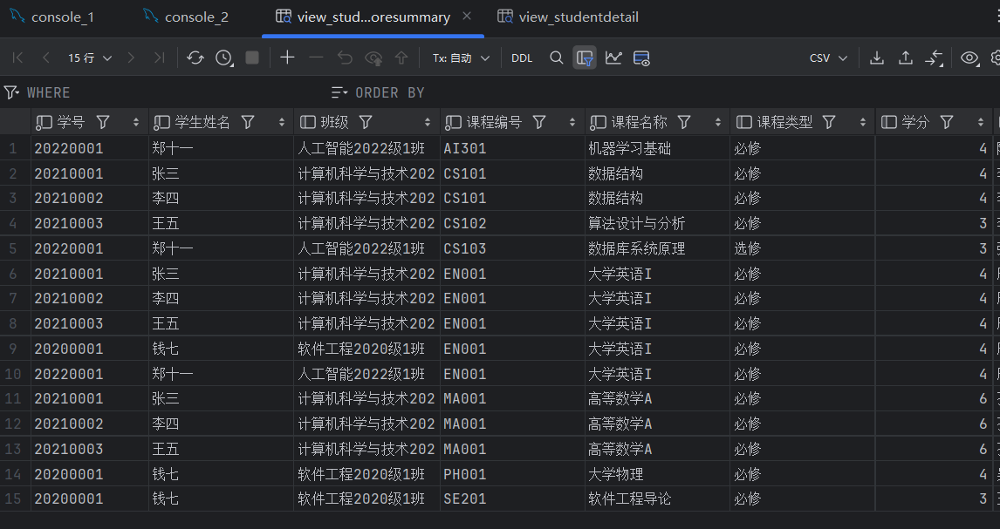 console_1 console_2 view_stud...oresummary view_studentdetail
15 行 Tx: 自动 DDL CSV
WHERE ORDER BY
学号 学生姓名 班级 课程编号 课程名称 课程类型 学分
1 20220001 郑十一 人工智能2022级1班 AI301 机器学习基础 必修 4
2 20210001 张三 计算机科学与技术202 CS101 数据结构 必修 4
3 20210002 李四 计算机科学与技术202 CS101 数据结构 必修 4
4 20210003 王五 计算机科学与技术202 CS102 算法设计与分析 必修 3
5 20220001 郑十一 人工智能2022级1班 CS103 数据库系统原理 选修 3
6 20210001 张三 计算机科学与技术202 EN001 大学英语I 必修 4
7 20210002 李四 计算机科学与技术202 EN001 大学英语I 必修 4
8 20210003 王五 计算机科学与技术202 EN001 大学英语I 必修 4
9 20200001 钱七 软件工程2020级1班 EN001 大学英语I 必修 4
10 20220001 郑十一 人工智能2022级1班 EN001 大学英语I 必修 4
11 20210001 张三 计算机科学与技术202 MA001 高等数学A 必修 6
12 20210002 李四 计算机科学与技术202 MA001 高等数学A 必修 6
13 20210003 王五 计算机科学与技术202 MA001 高等数学A 必修 6
14 20200001 钱七 软件工程2020级1班 PH001 大学物理 必修 4
15 20200001 钱七 软件工程2020级1班 SE201 软件工程导论 必修 3